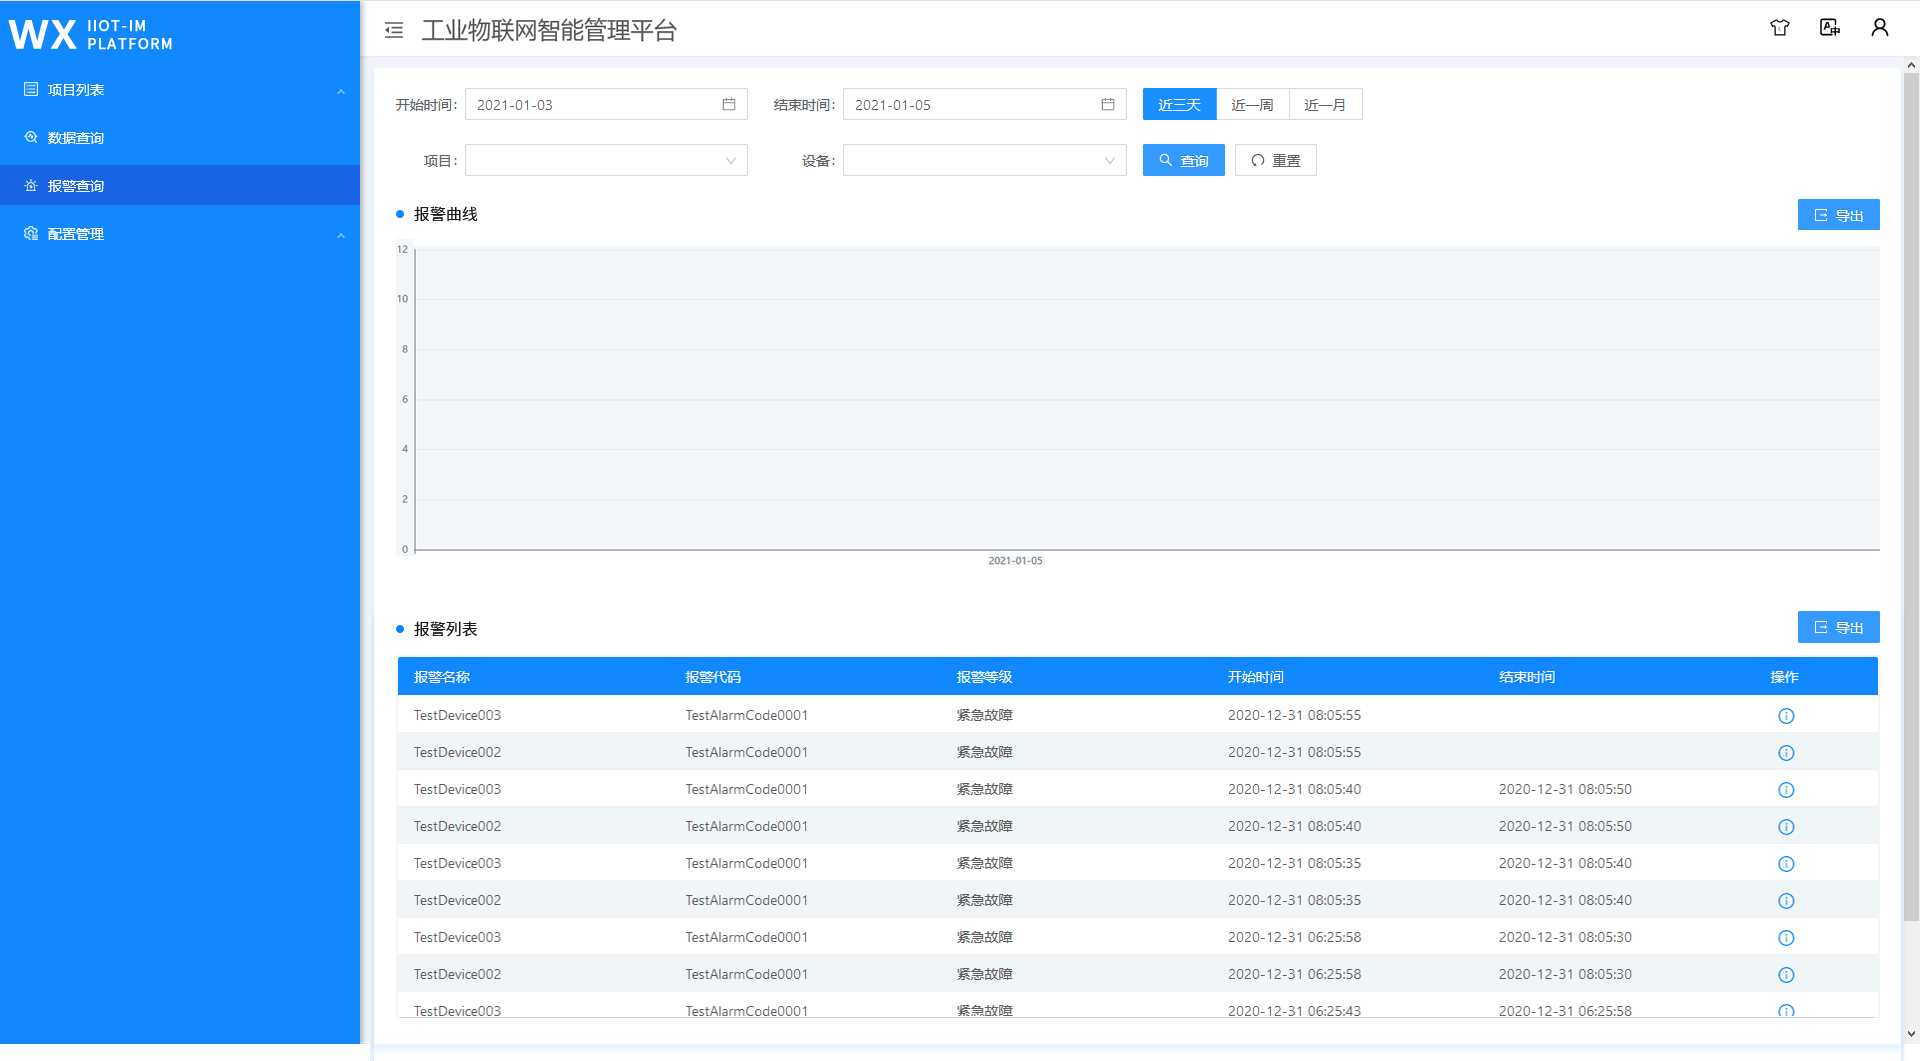 WX IIOT-IM
PLATFORM
工业物联网智能管理平台
项目列表
数据查询
报警查询
配置管理
开始时间: 2021-01-03 结束时间: 2021-01-05 近三天 近一周 近一月
项目: 设备: 查询 重置
报警曲线 导出
12
10
8
6
4
2
0
2021-01-05
报警列表 导出
报警名称 报警代码 报警等级 开始时间 结束时间 操作
TestDevice003 TestAlarmCode0001 紧急故障 2020-12-31 08:05:55
TestDevice002 TestAlarmCode0001 紧急故障 2020-12-31 08:05:55
TestDevice003 TestAlarmCode0001 紧急故障 2020-12-31 08:05:40 2020-12-31 08:05:50
TestDevice002 TestAlarmCode0001 紧急故障 2020-12-31 08:05:40 2020-12-31 08:05:50
TestDevice003 TestAlarmCode0001 紧急故障 2020-12-31 08:05:35 2020-12-31 08:05:40
TestDevice002 TestAlarmCode0001 紧急故障 2020-12-31 08:05:35 2020-12-31 08:05:40
TestDevice003 TestAlarmCode0001 紧急故障 2020-12-31 06:25:58 2020-12-31 08:05:30
TestDevice002 TestAlarmCode0001 紧急故障 2020-12-31 06:25:58 2020-12-31 08:05:30
TestDevice003 TestAlarmCode0001 紧急故障 2020-12-31 06:25:43 2020-12-31 06:25:58